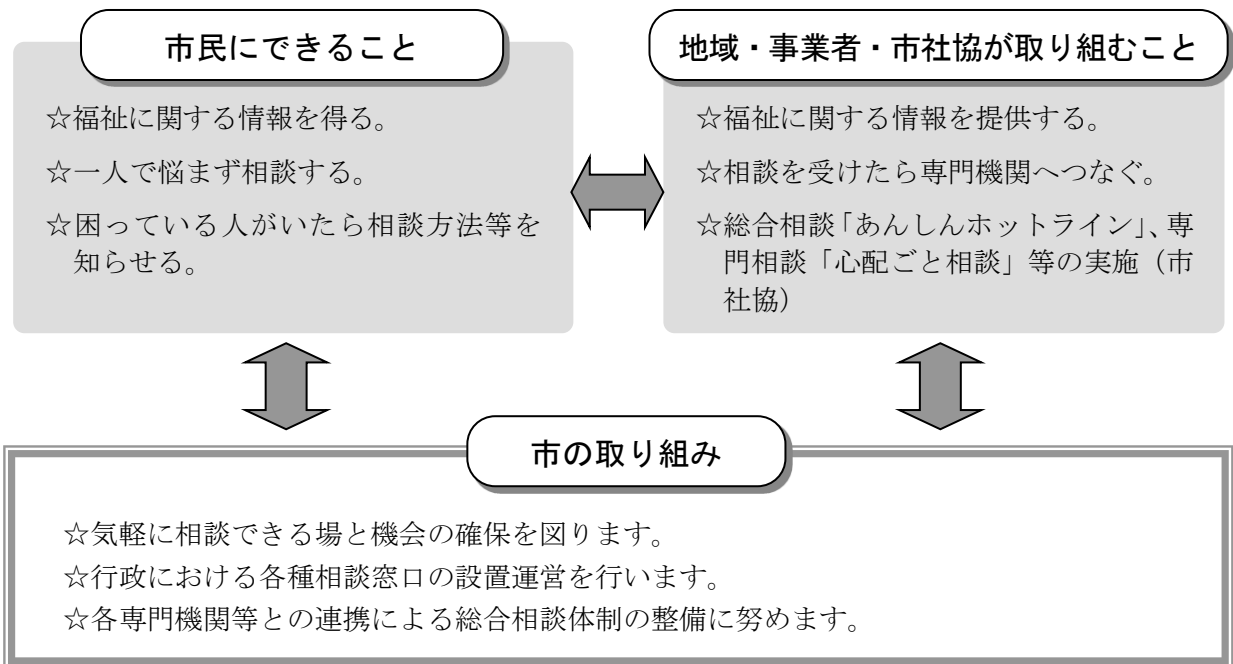 市民にできること
☆福祉に関する情報を得る。
☆一人で悩まず相談する。
☆困っている人がいたら相談方法等を
知らせる。
地域・事業者・市社協が取り組むこと
☆福祉に関する情報を提供する。
☆相談を受けたら専門機関へつなぐ。
☆総合相談「あんしんホットライン」、専
門相談「心配ごと相談」等の実施（市
社協）
市の取り組み
☆気軽に相談できる場と機会の確保を図ります。
☆行政における各種相談窓口の設置運営を行います。
☆各専門機関等との連携による総合相談体制の整備に努めます。